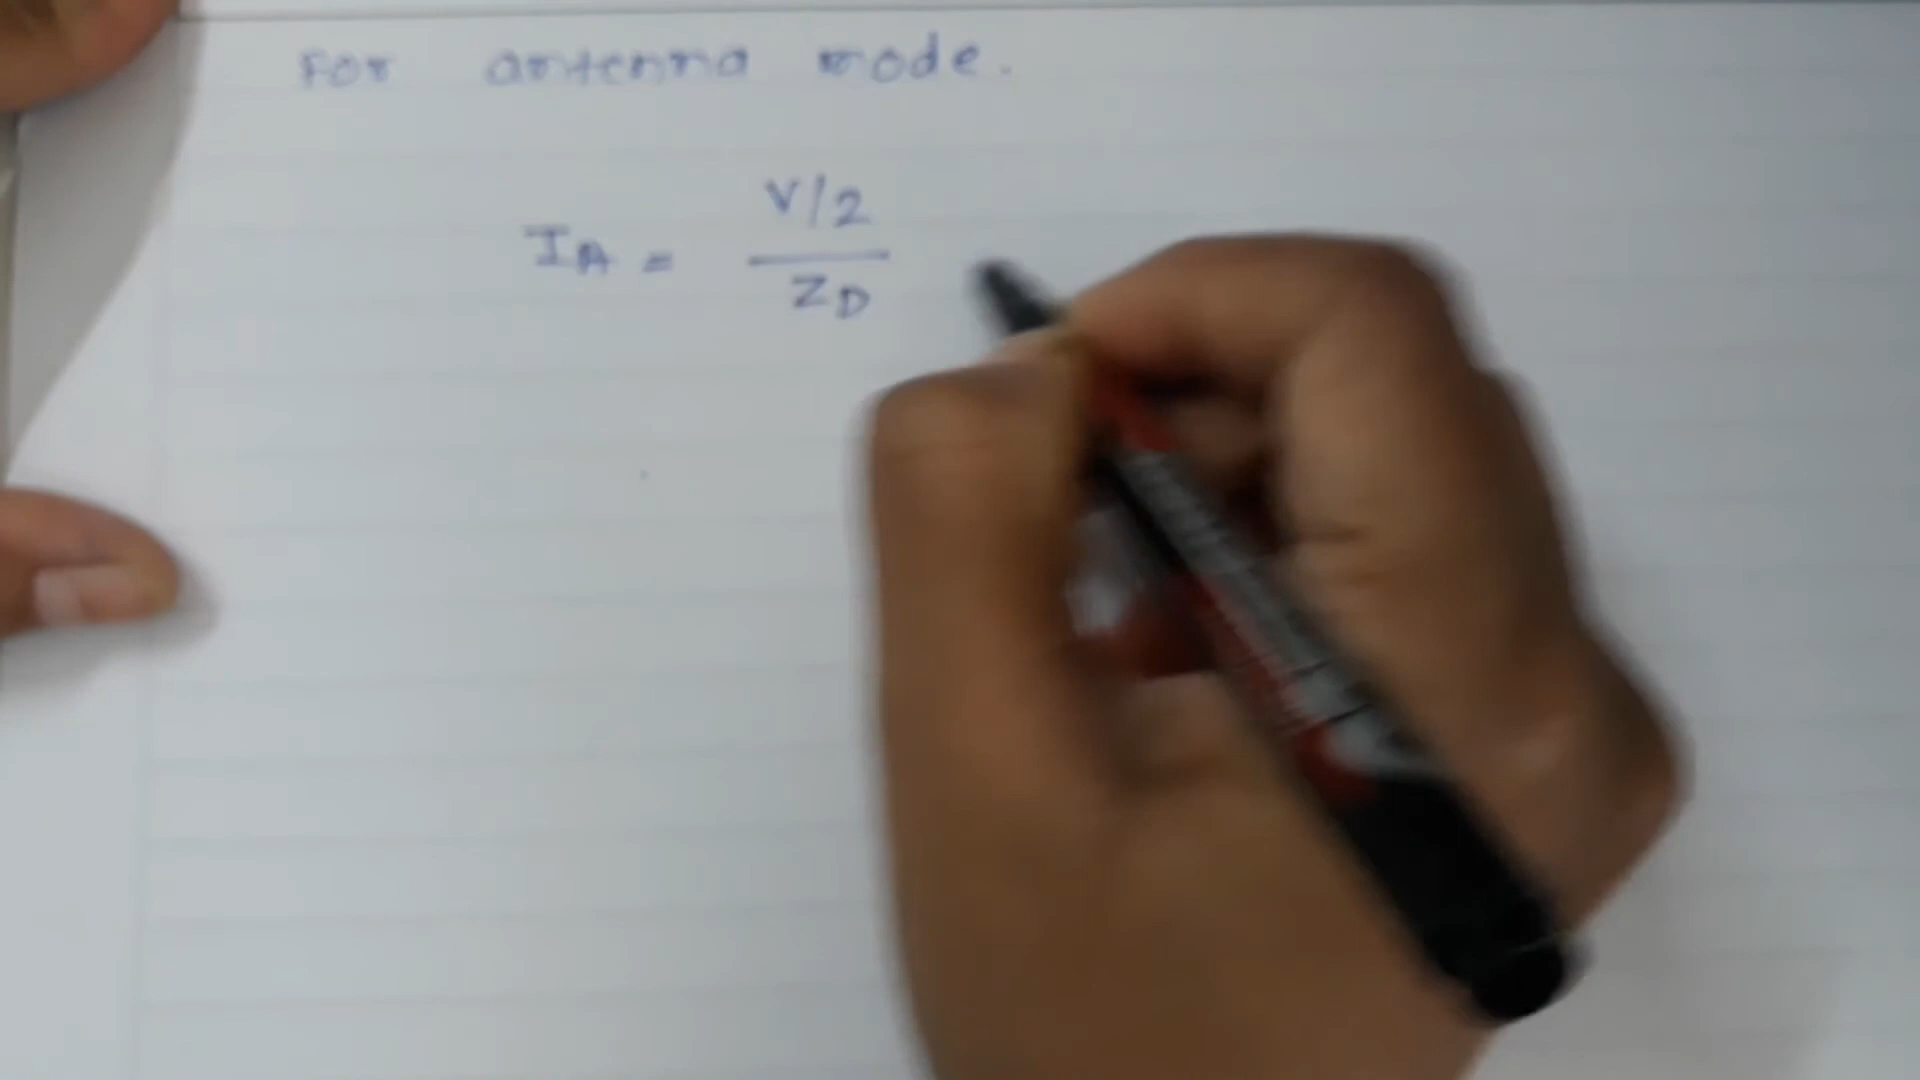 For antenna mode.
IA = V/2 / ZD